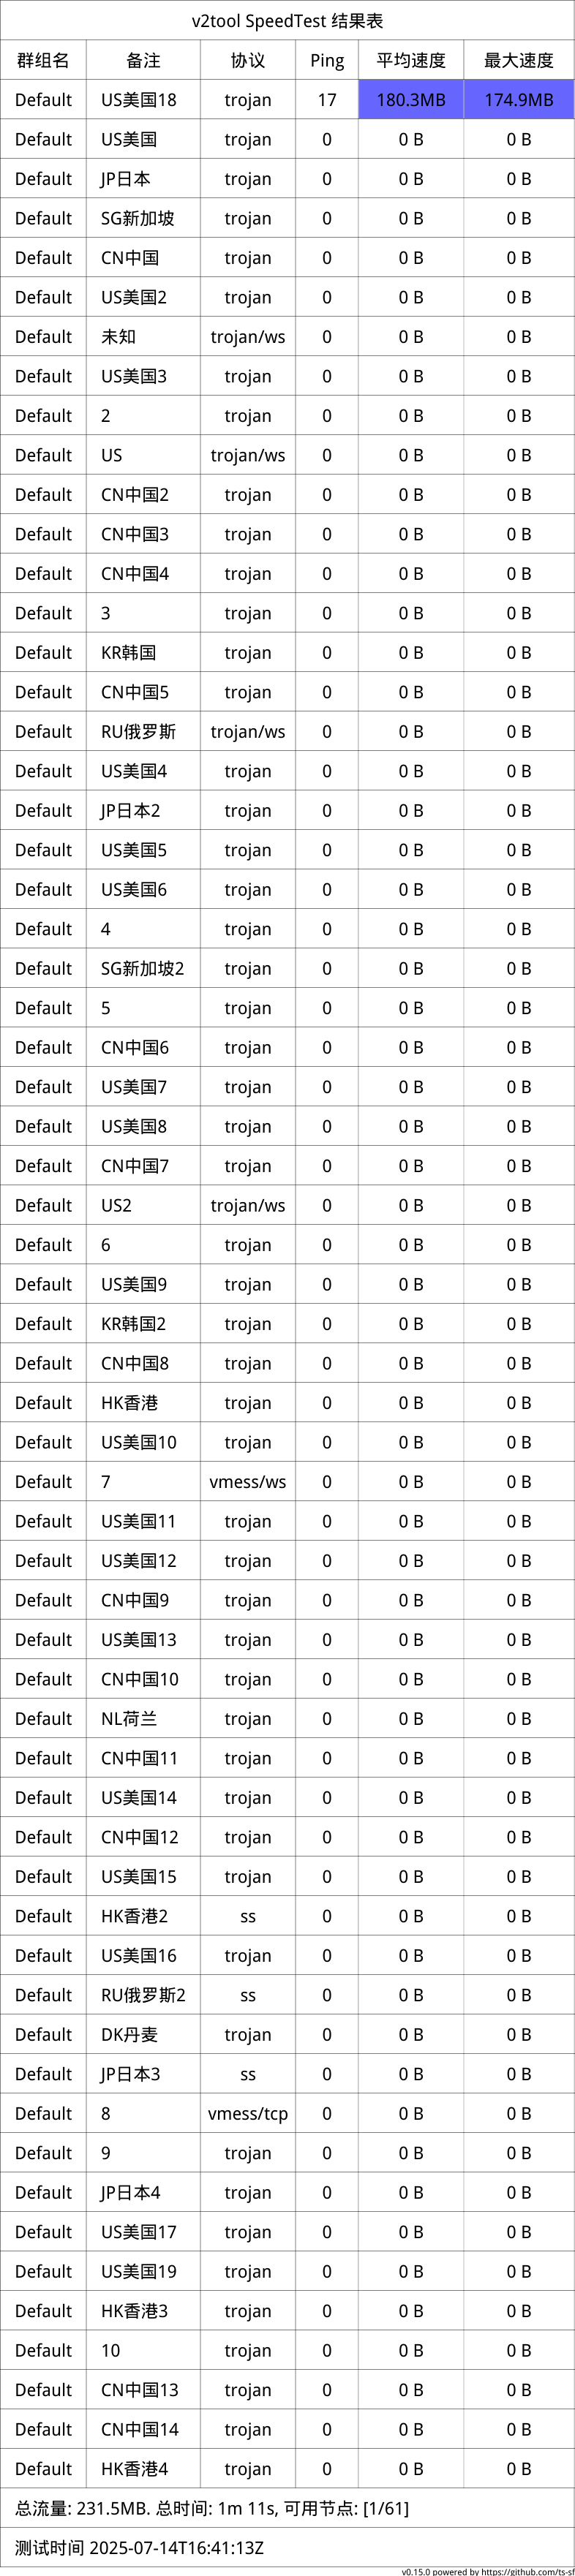 v2tool SpeedTest 结果表
群组名 备注 协议 Ping 平均速度 最大速度
Default US美国18 trojan 17 180.3MB 174.9MB
Default US美国 trojan 0 0 B 0 B
Default JP日本 trojan 0 0 B 0 B
Default SG新加坡 trojan 0 0 B 0 B
Default CN中国 trojan 0 0 B 0 B
Default US美国2 trojan 0 0 B 0 B
Default 未知 trojan/ws 0 0 B 0 B
Default US美国3 trojan 0 0 B 0 B
Default 2 trojan 0 0 B 0 B
Default US trojan/ws 0 0 B 0 B
Default CN中国2 trojan 0 0 B 0 B
Default CN中国3 trojan 0 0 B 0 B
Default CN中国4 trojan 0 0 B 0 B
Default 3 trojan 0 0 B 0 B
Default KR韩国 trojan 0 0 B 0 B
Default CN中国5 trojan 0 0 B 0 B
Default RU俄罗斯 trojan/ws 0 0 B 0 B
Default US美国4 trojan 0 0 B 0 B
Default JP日本2 trojan 0 0 B 0 B
Default US美国5 trojan 0 0 B 0 B
Default US美国6 trojan 0 0 B 0 B
Default 4 trojan 0 0 B 0 B
Default SG新加坡2 trojan 0 0 B 0 B
Default 5 trojan 0 0 B 0 B
Default CN中国6 trojan 0 0 B 0 B
Default US美国7 trojan 0 0 B 0 B
Default US美国8 trojan 0 0 B 0 B
Default CN中国7 trojan 0 0 B 0 B
Default US2 trojan/ws 0 0 B 0 B
Default 6 trojan 0 0 B 0 B
Default US美国9 trojan 0 0 B 0 B
Default KR韩国2 trojan 0 0 B 0 B
Default CN中国8 trojan 0 0 B 0 B
Default HK香港 trojan 0 0 B 0 B
Default US美国10 trojan 0 0 B 0 B
Default 7 vmess/ws 0 0 B 0 B
Default US美国11 trojan 0 0 B 0 B
Default US美国12 trojan 0 0 B 0 B
Default CN中国9 trojan 0 0 B 0 B
Default US美国13 trojan 0 0 B 0 B
Default CN中国10 trojan 0 0 B 0 B
Default NL荷兰 trojan 0 0 B 0 B
Default CN中国11 trojan 0 0 B 0 B
Default US美国14 trojan 0 0 B 0 B
Default CN中国12 trojan 0 0 B 0 B
Default US美国15 trojan 0 0 B 0 B
Default HK香港2 ss 0 0 B 0 B
Default US美国16 trojan 0 0 B 0 B
Default RU俄罗斯2 ss 0 0 B 0 B
Default DK丹麦 trojan 0 0 B 0 B
Default JP日本3 ss 0 0 B 0 B
Default 8 vmess/tcp 0 0 B 0 B
Default 9 trojan 0 0 B 0 B
Default JP日本4 trojan 0 0 B 0 B
Default US美国17 trojan 0 0 B 0 B
Default US美国19 trojan 0 0 B 0 B
Default HK香港3 trojan 0 0 B 0 B
Default 10 trojan 0 0 B 0 B
Default CN中国13 trojan 0 0 B 0 B
Default CN中国14 trojan 0 0 B 0 B
Default HK香港4 trojan 0 0 B 0 B
总流量: 231.5MB. 总时间: 1m 11s, 可用节点: [1/61]
测试时间 2025-07-14T16:41:13Z
v0.15.0 powered by https://github.com/ts-sf